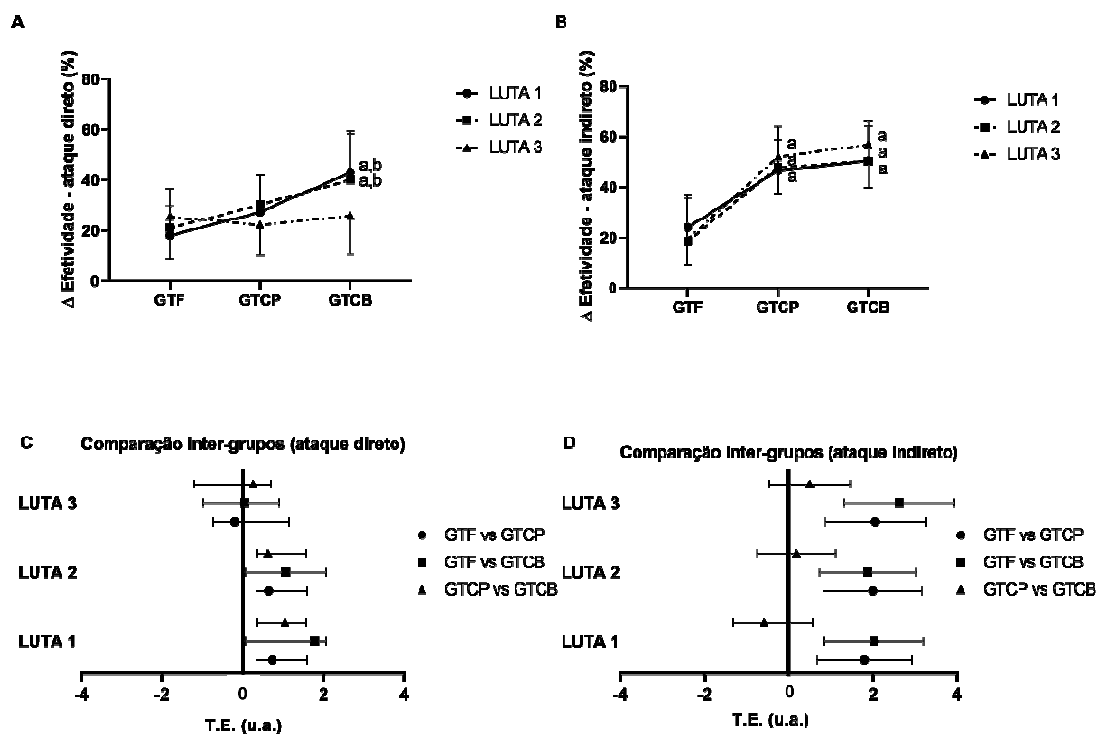 A
Δ Efetividade - ataque direto (%)
80
60
40
20
0
GTF
GTCP
GTCB
a,b
a,b
LUTA 1
LUTA 2
LUTA 3
B
Δ Efetividade - ataque indireto (%)
80
60
40
20
0
GTF
GTCP
GTCB
a
a
a
a
a
a
LUTA 1
LUTA 2
LUTA 3
C
Comparação inter-grupos (ataque direto)
LUTA 3
LUTA 2
LUTA 1
-4
-2
0
2
4
T.E. (u.a.)
GTF vs GTCP
GTF vs GTCB
GTCP vs GTCB
D
Comparação inter-grupos (ataque indireto)
LUTA 3
LUTA 2
LUTA 1
-4
-2
0
2
4
T.E. (u.a.)
GTF vs GTCP
GTF vs GTCB
GTCP vs GTCB